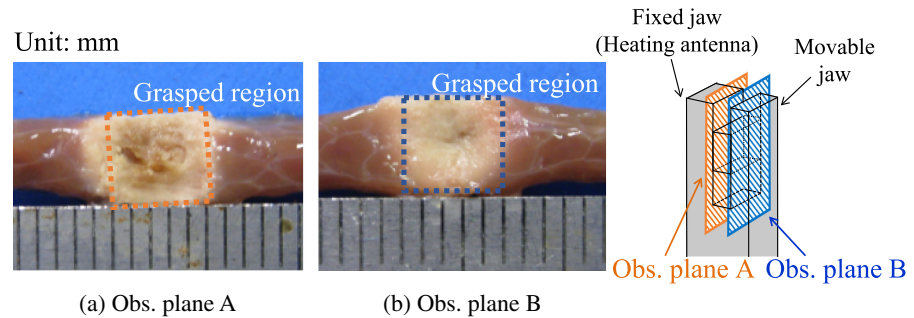 Unit: mm
Grasped region
Grasped region
Fixed jaw
(Heating antenna)
Movable
jaw
Obs. plane A
Obs. plane B
(a) Obs. plane A
(b) Obs. plane B